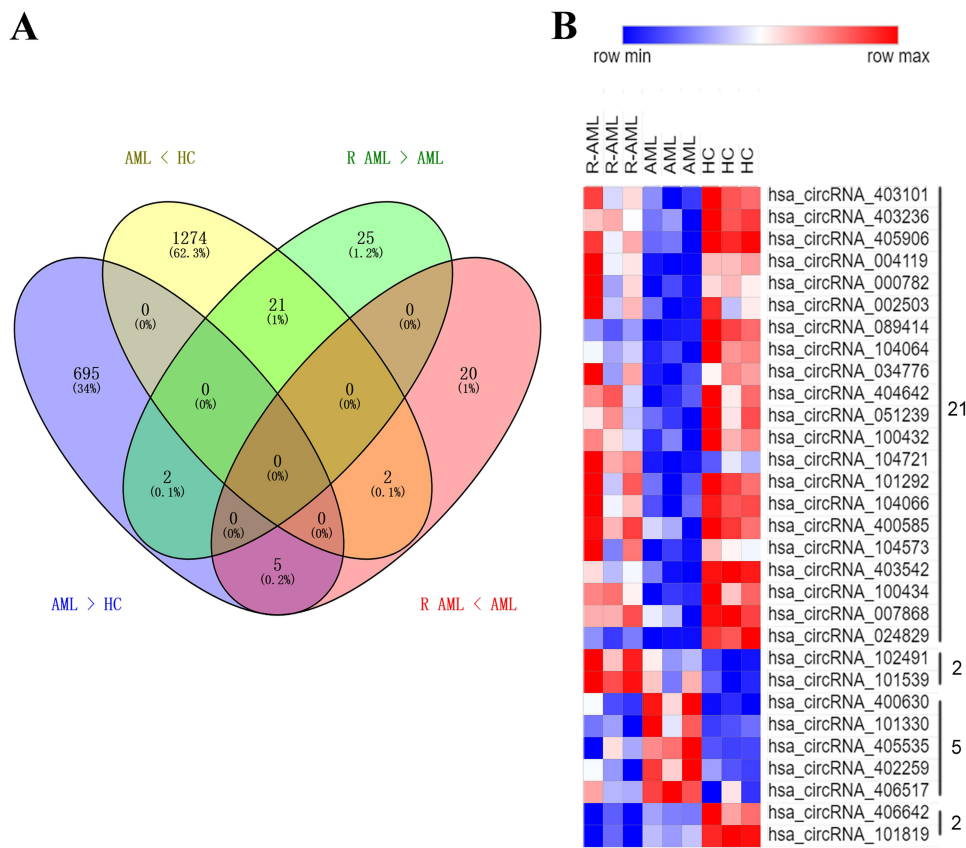 A
AML < HC
R AML > AML
1274
(62.3%)
25
(1.2%)
0
(0%)
21
(1%)
0
(0%)
695
(34%)
0
(0%)
0
(0%)
20
(1%)
2
(0.1%)
0
(0%)
2
(0.1%)
0
(0%)
0
(0%)
5
(0.2%)
AML > HC
R AML < AML
B
row min
row max
R-AML
R-AML
R-AML
AML
AML
AML
HC
HC
HC
hsa_circRNA_403101
hsa_circRNA_403236
hsa_circRNA_405906
hsa_circRNA_004119
hsa_circRNA_000782
hsa_circRNA_002503
hsa_circRNA_089414
hsa_circRNA_104064
hsa_circRNA_034776
hsa_circRNA_404642
hsa_circRNA_051239
hsa_circRNA_100432
hsa_circRNA_104721
hsa_circRNA_101292
hsa_circRNA_104066
hsa_circRNA_400585
hsa_circRNA_104573
hsa_circRNA_403542
hsa_circRNA_100434
hsa_circRNA_007868
hsa_circRNA_024829
21
hsa_circRNA_102491
hsa_circRNA_101539
2
hsa_circRNA_400630
hsa_circRNA_101330
hsa_circRNA_405535
hsa_circRNA_402259
hsa_circRNA_406517
5
hsa_circRNA_406642
hsa_circRNA_101819
2